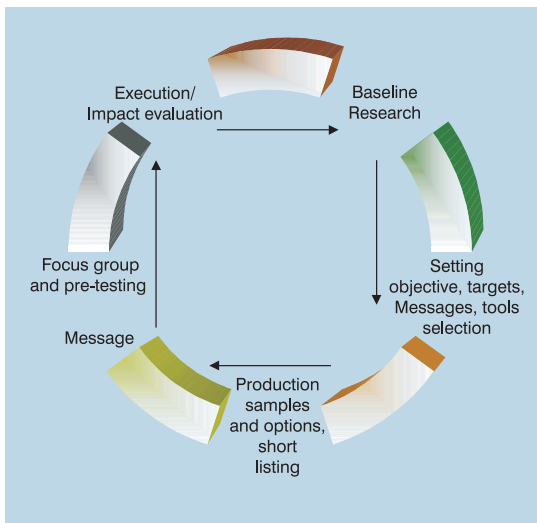 Execution/
Impact evaluation
Baseline
Research
Setting
objective, targets,
Messages, tools
selection
Production
samples
and options,
short
listing
Message
Focus group
and pre-testing